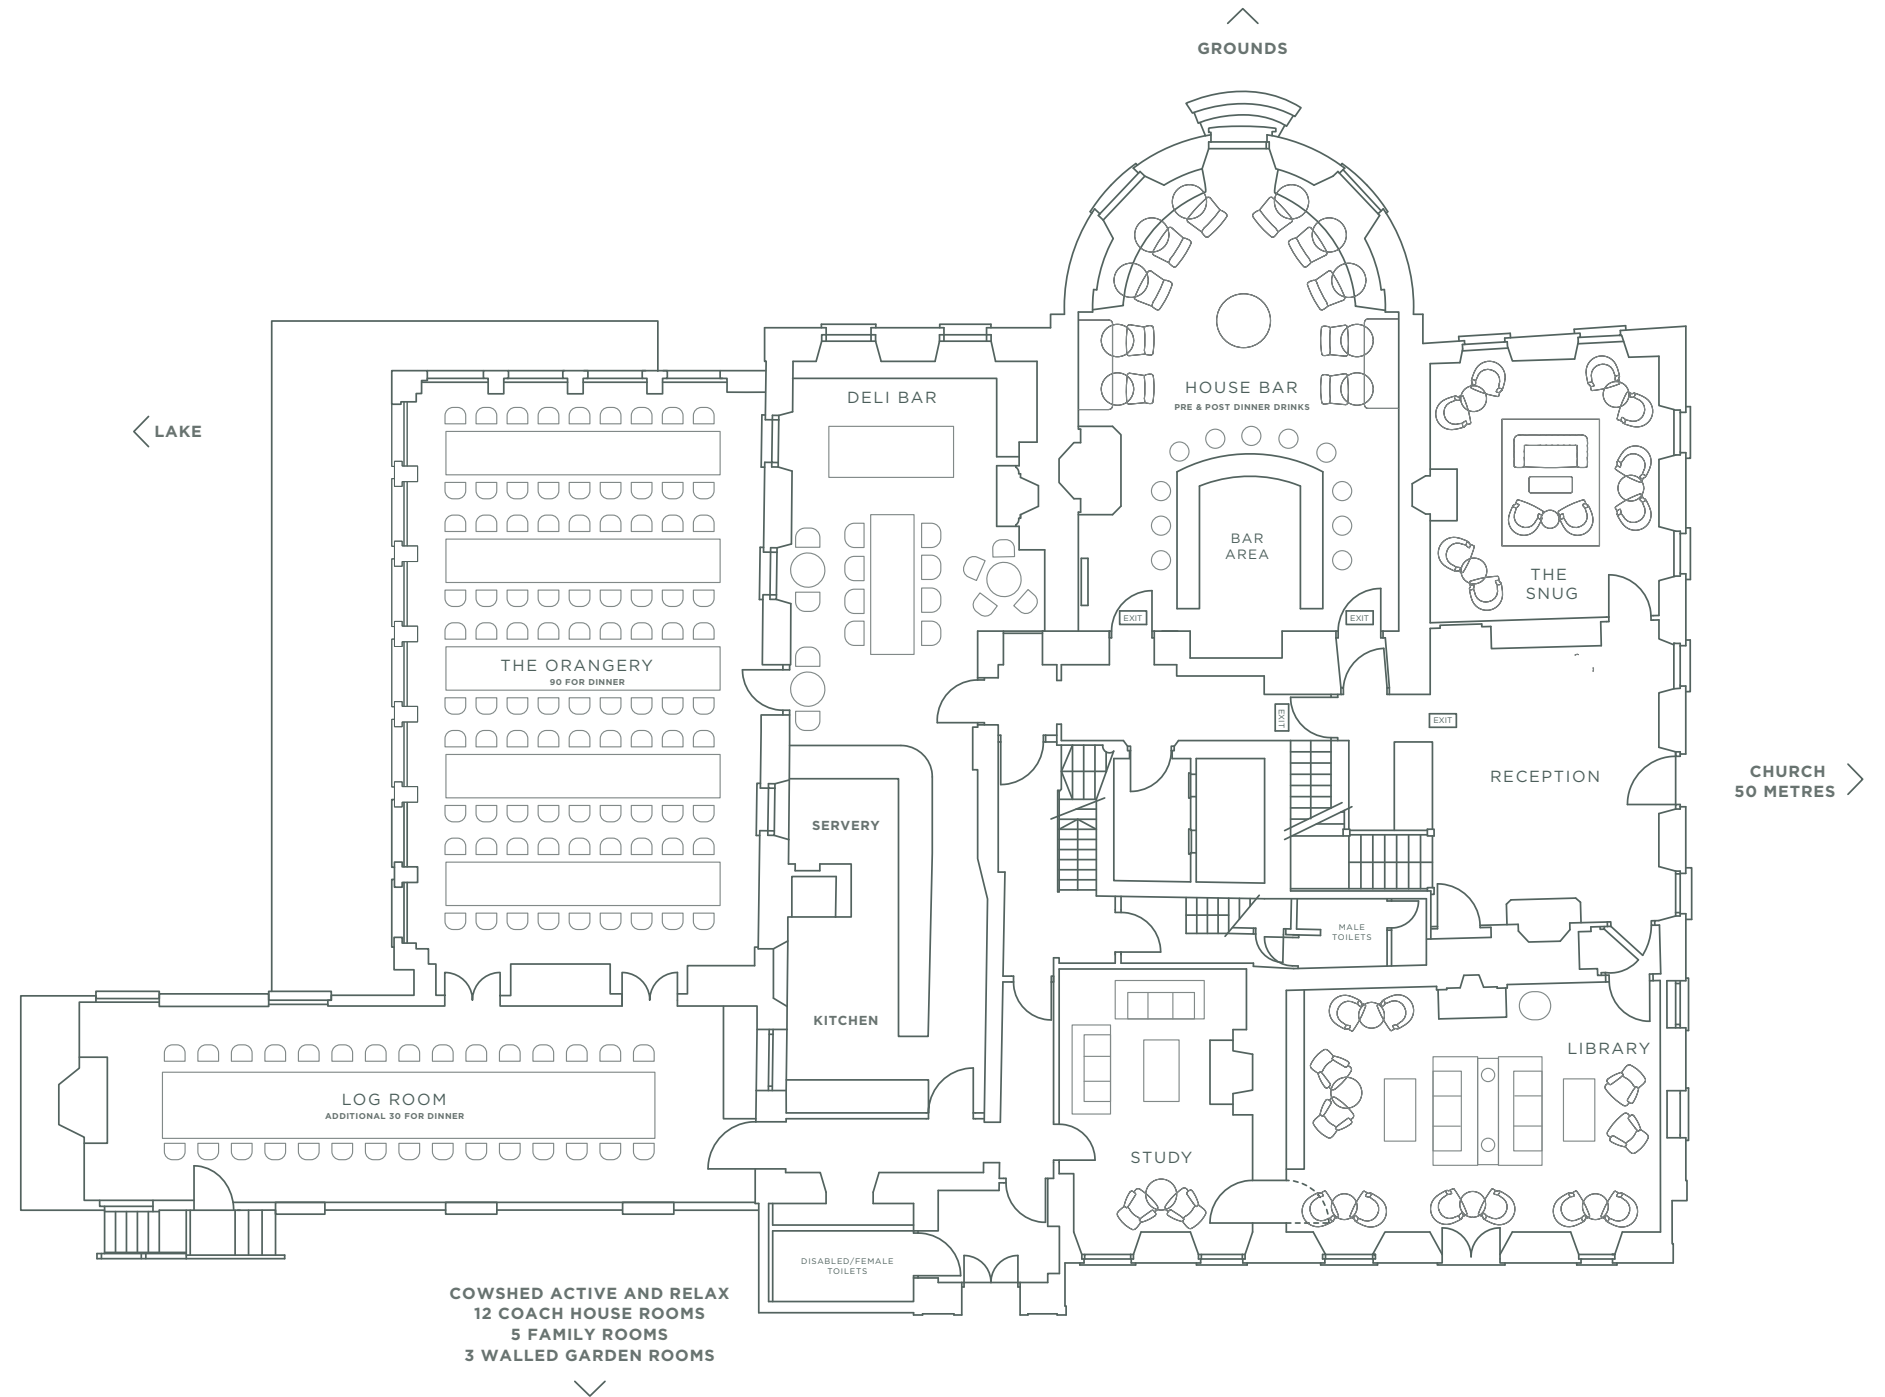 GROUNDS
LAKE
DELI BAR
HOUSE BAR
PRE & POST DINNER DRINKS
BAR
AREA
THE
SNUG
EXIT
EXIT
THE ORANGERY
90 FOR DINNER
EXIT
EXIT
RECEPTION
CHURCH
50 METRES
SERVERY
MALE
TOILETS
KITCHEN
LIBRARY
LOG ROOM
ADDITIONAL 30 FOR DINNER
STUDY
DISABLED/FEMALE
TOILETS
COWSHED ACTIVE AND RELAX
12 COACH HOUSE ROOMS
5 FAMILY ROOMS
3 WALLED GARDEN ROOMS